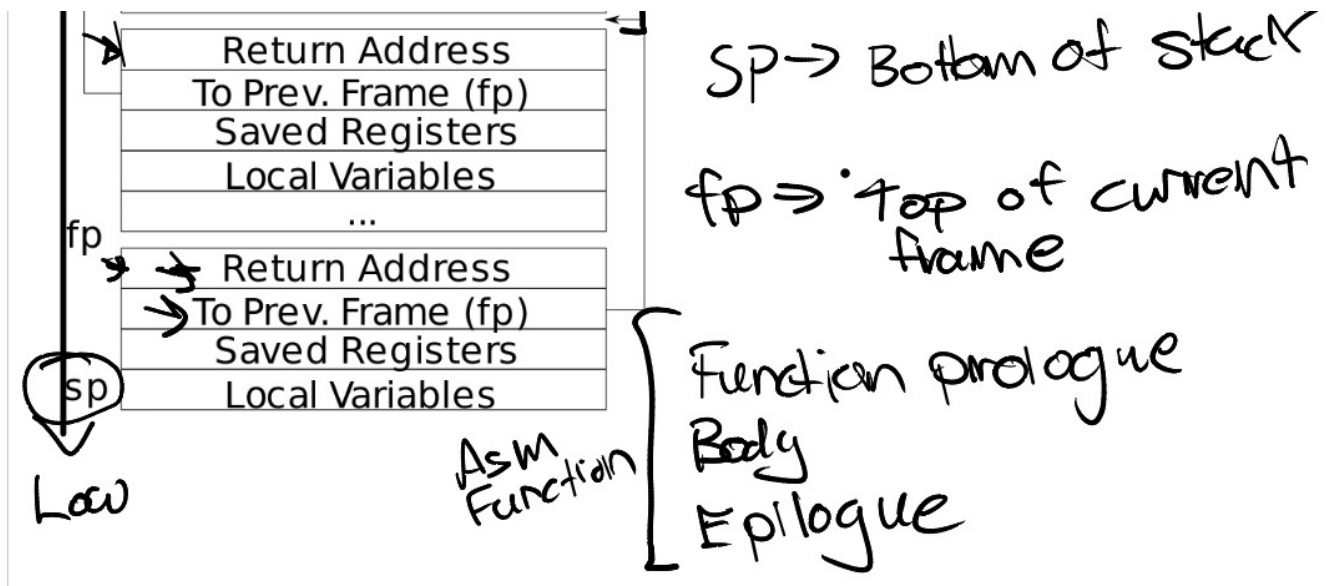 Return Address
To Prev. Frame (fp)
Saved Registers
Local Variables
...
fp
Return Address
To Prev. Frame (fp)
Saved Registers
sp
Local Variables
Low
SP→ Bottom of stack
fp⇒ Top of current
frame
Asm
Function
Function prologue
Body
Epilogue